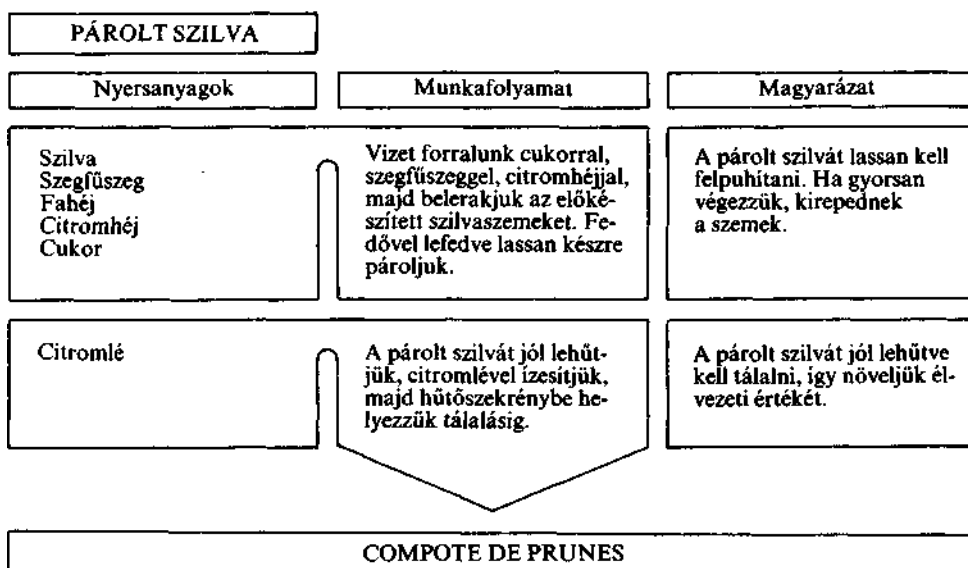 PÁROLT SZILVA
Nyersanyagok
Munkafolyamat
Magyarázat
Szilva
Szegfűszeg
Fahéj
Citromhéj
Cukor
Vizet forralunk cukorral,
szegfűszeggel, citromhéjjal,
majd belerakjuk az előké-
szített szilvaszemeket. Fe-
dővel lefedve lassan készre
pároljuk.
A párolt szilvát lassan kell
felpuhítani. Ha gyorsan
végezzük, kirepednek
a szemek.
Citromlé
A párolt szilvát jól lehűt-
jük, citromlével ízesítjük,
majd hűtőszekrénybe he-
lyezzük tálalásig.
A párolt szilvát jól lehűtve
kell tálalni, így növeljük él-
vezeti értékét.
COMPOTE DE PRUNES